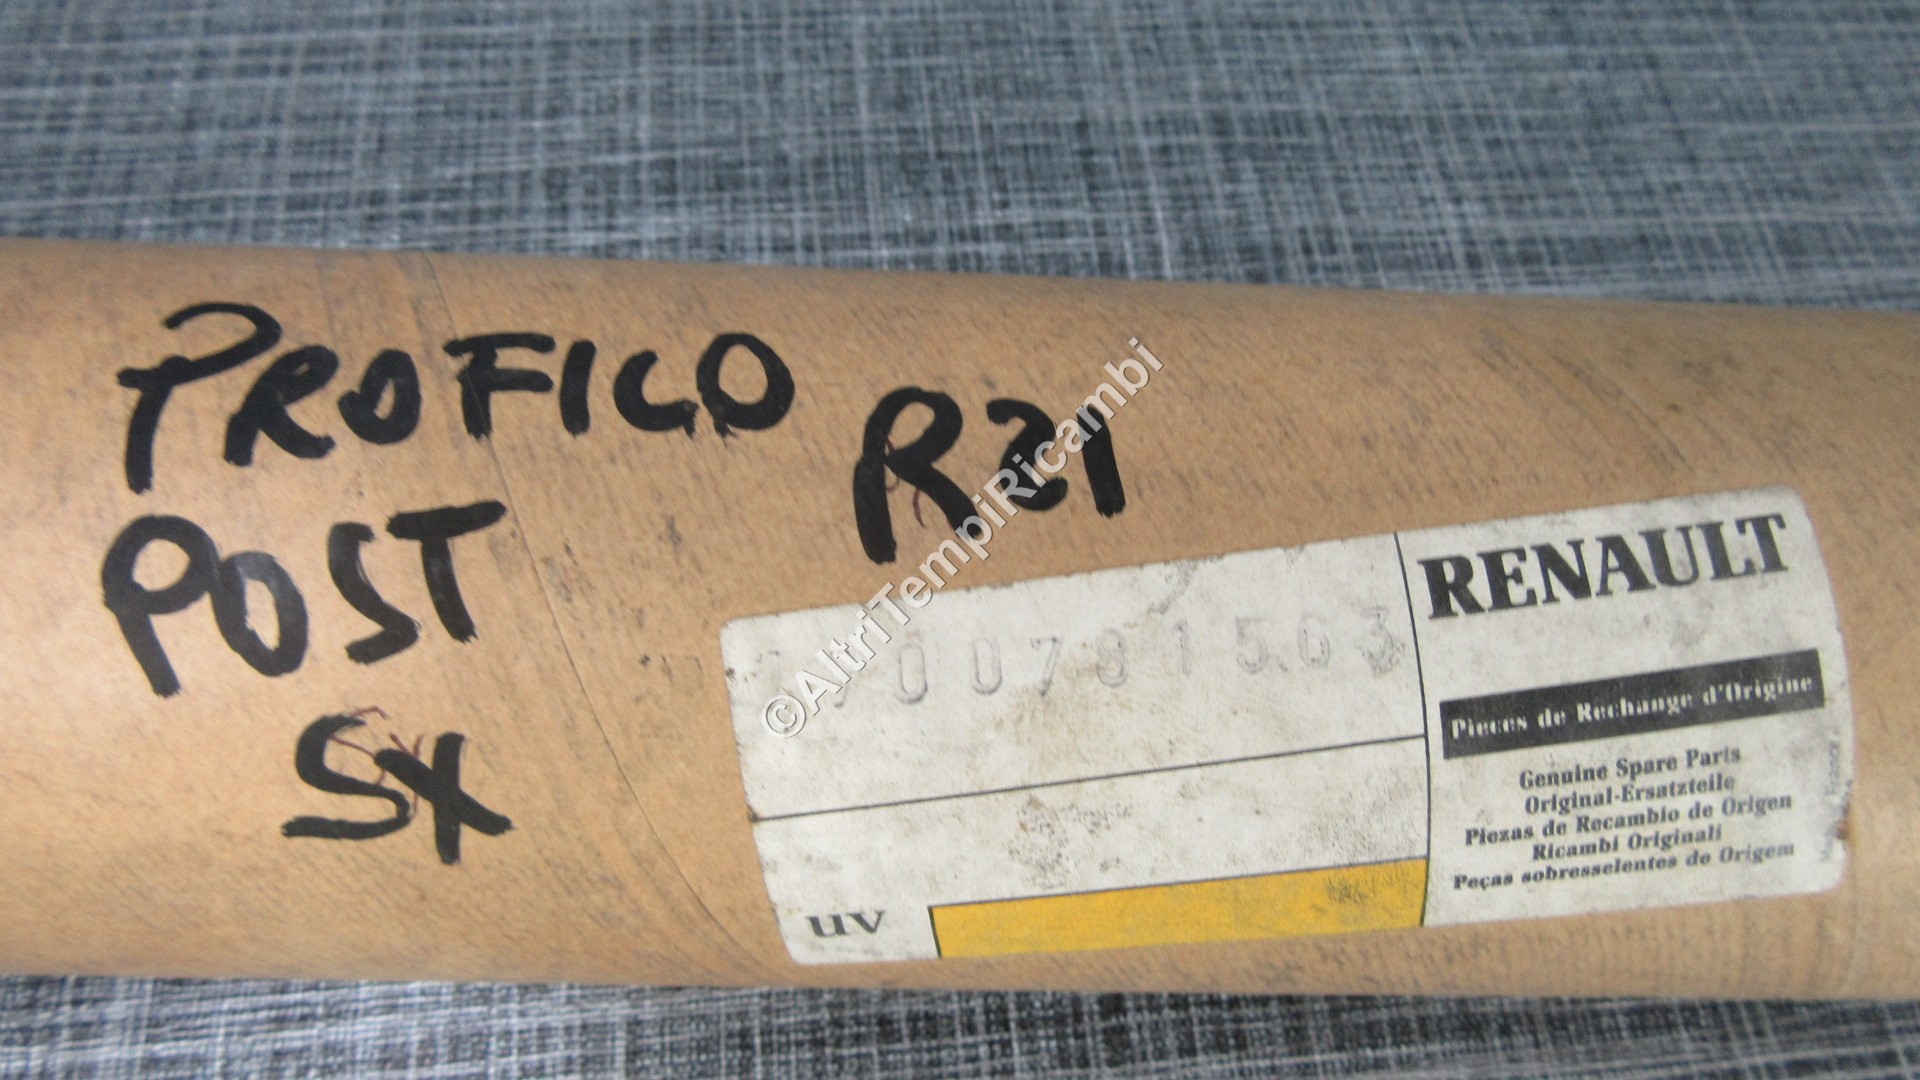 PROFICO R21
POST
SX
RENAULT
Pieces de Rechange d'Origine
Genuine Spare Parts
Original-Ersatzteile
Piezas de Recambio de Origen
Ricambi Originali
Peças sobresselentes de Origem
UV
©AltriTempiRicambi